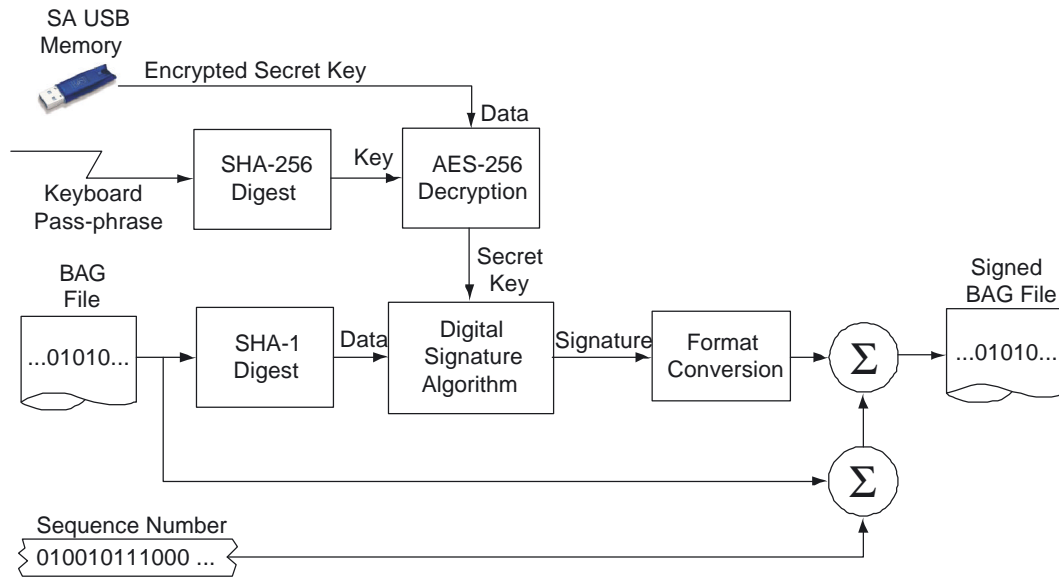 SA USB
Memory
Encrypted Secret Key
Data
SHA-256
Digest
Key
AES-256
Decryption
Keyboard
Pass-phrase
Secret
Key
BAG
File
...01010...
SHA-1
Digest
Data
Digital
Signature
Algorithm
Signature
Format
Conversion
Σ
Signed
BAG File
...01010...
Σ
Sequence Number
010010111000 ...